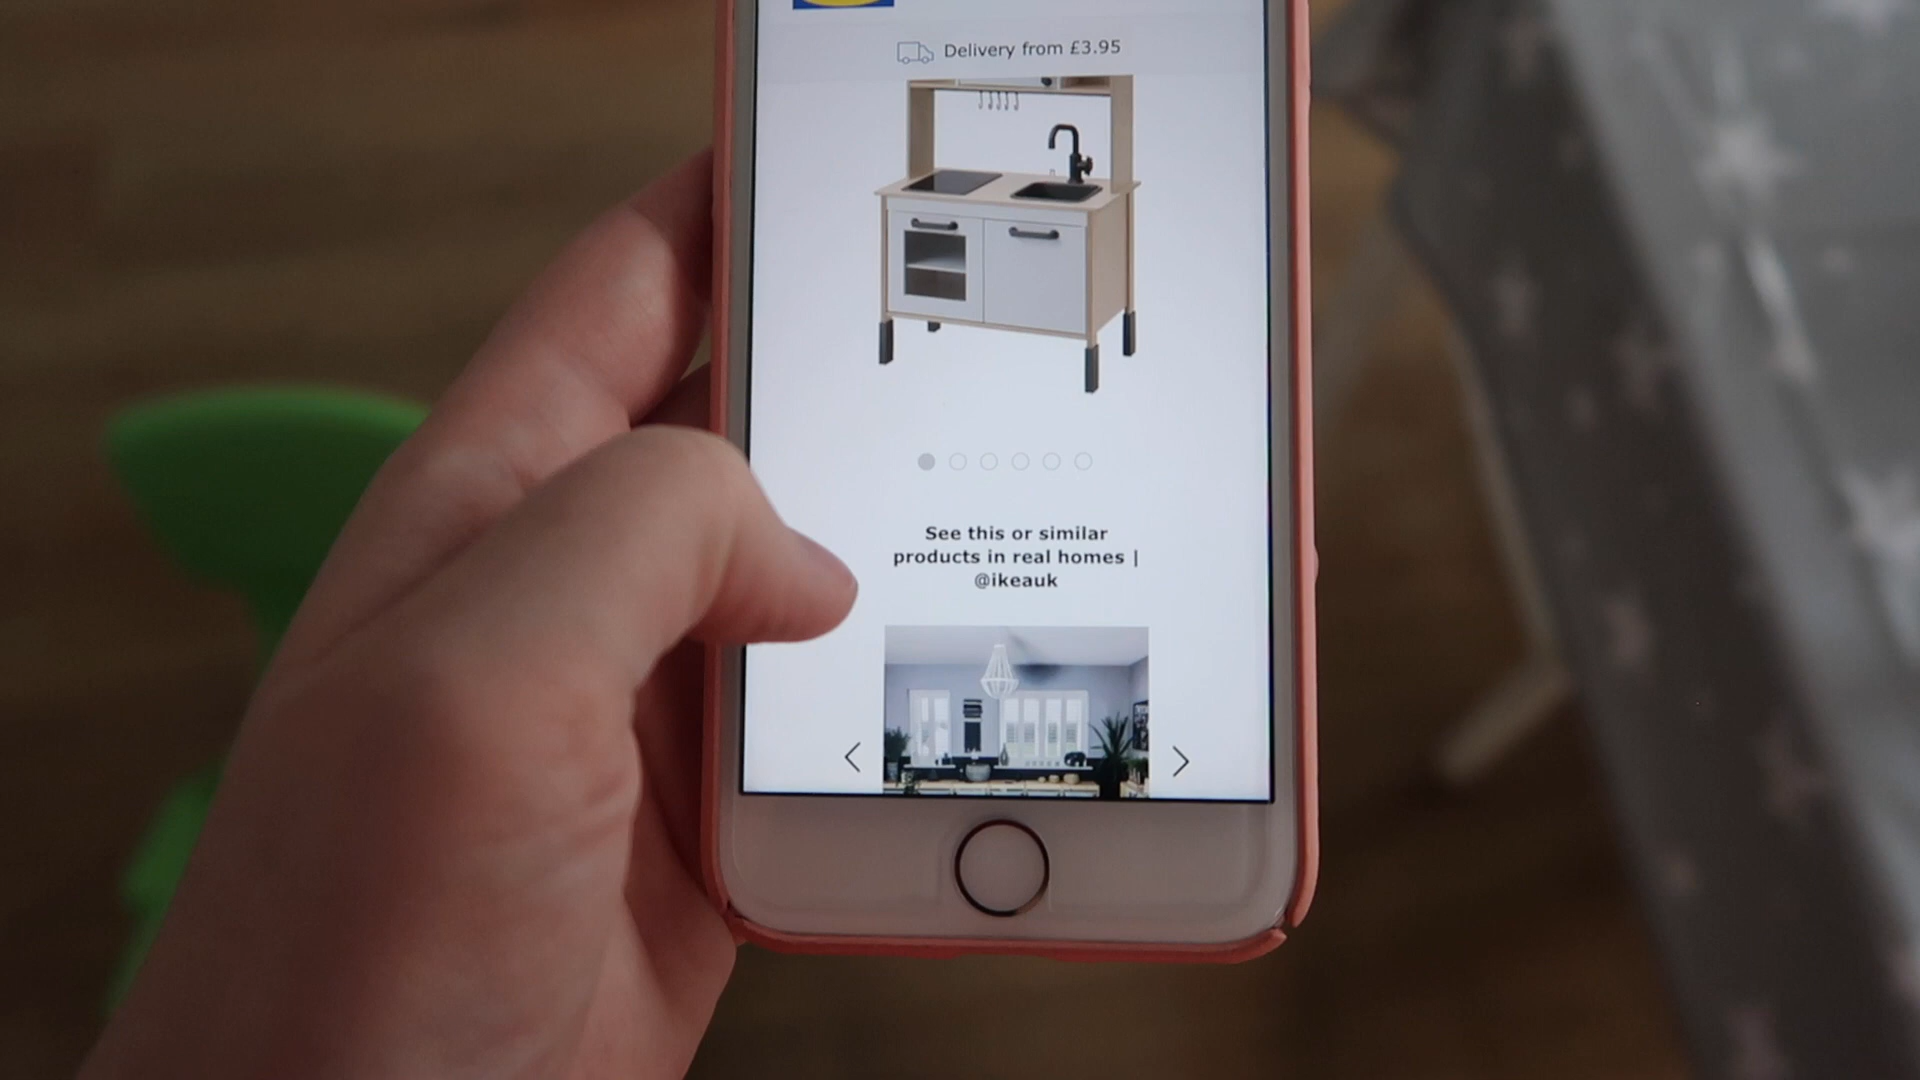 Delivery from £3.95
See this or similar
products in real homes |
@ikeauk